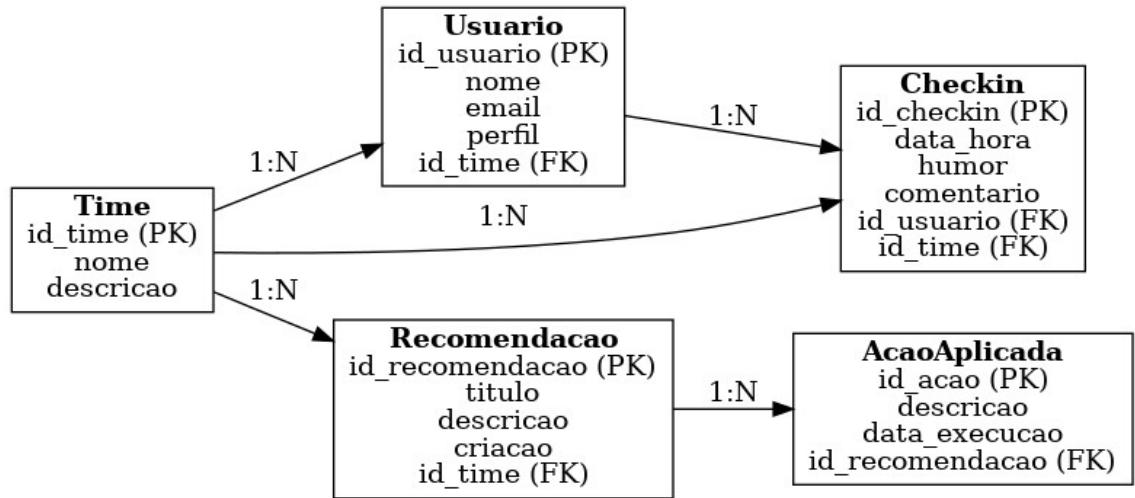 Usuario
id_usuario (PK)
nome
email
perfil
id_time (FK)
Checkin
id_checkin (PK)
data_hora
humor
comentario
id_usuario (FK)
id_time (FK)
1:N
1:N
Time
id_time (PK)
nome
descricao
1:N
1:N
Recomendacao
id_recomendacao (PK)
titulo
descricao
criacao
id_time (FK)
1:N
AcaoAplicada
id_acao (PK)
descricao
data_execucao
id_recomendacao (FK)